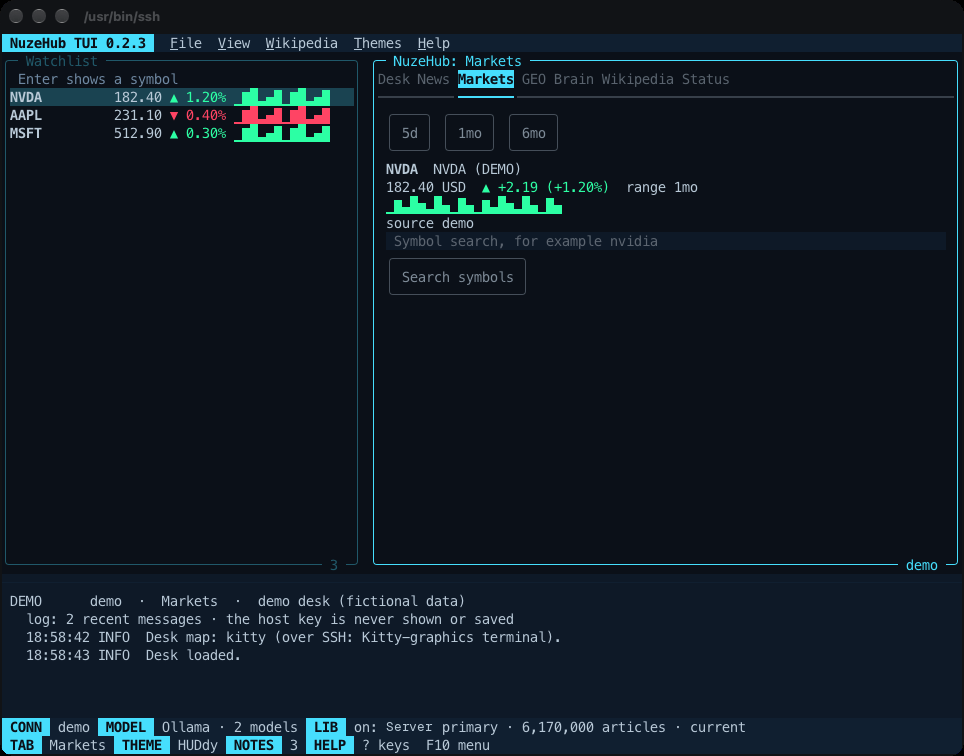 /usr/bin/ssh
NuzeHub TUI 0.2.3 File View Wikipedia Themes Help
Watchlist
Enter shows a symbol
NVDA 182.40 ▲ 1.20%
AAPL 231.10 ▼ 0.40%
MSFT 512.90 ▲ 0.30%
3
NuzeHub: Markets
Desk News Markets GEO Brain Wikipedia Status
5d 1mo 6mo
NVDA NVDA (DEMO)
182.40 USD ▲ +2.19 (+1.20%) range 1mo
source demo
Symbol search, for example nvidia
Search symbols
demo
DEMO demo · Markets · demo desk (fictional data)
log: 2 recent messages · the host key is never shown or saved
18:58:42 INFO Desk map: kitty (over SSH: Kitty-graphics terminal).
18:58:43 INFO Desk loaded.
CONN demo MODEL Ollama · 2 models LIB on: Server primary · 6,170,000 articles · current
TAB Markets THEME HUDdy NOTES 3 HELP ? keys F10 menu